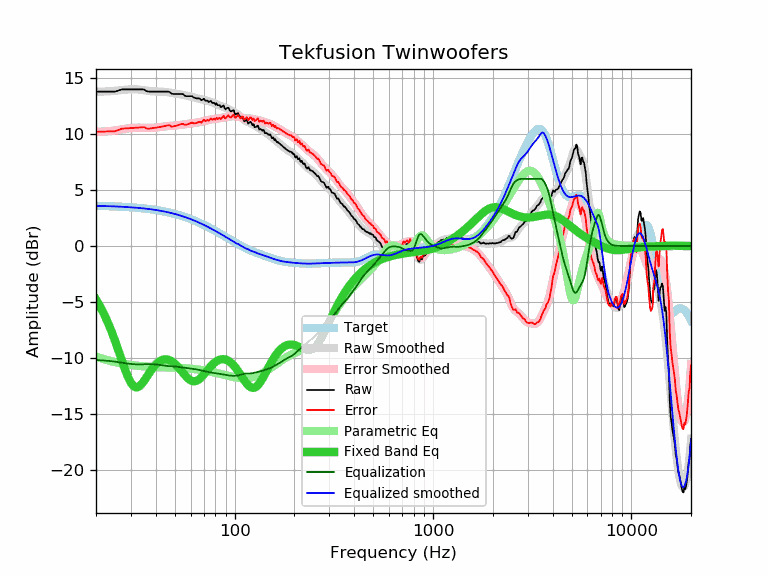 Tekfusion Twinwoofers
15
10
5
0
−5
−10
−15
−20
Amplitude (dBr)
Target
Raw Smoothed
Error Smoothed
Raw
Error
Parametric Eq
Fixed Band Eq
Equalization
Equalized smoothed
100
1000
10000
Frequency (Hz)